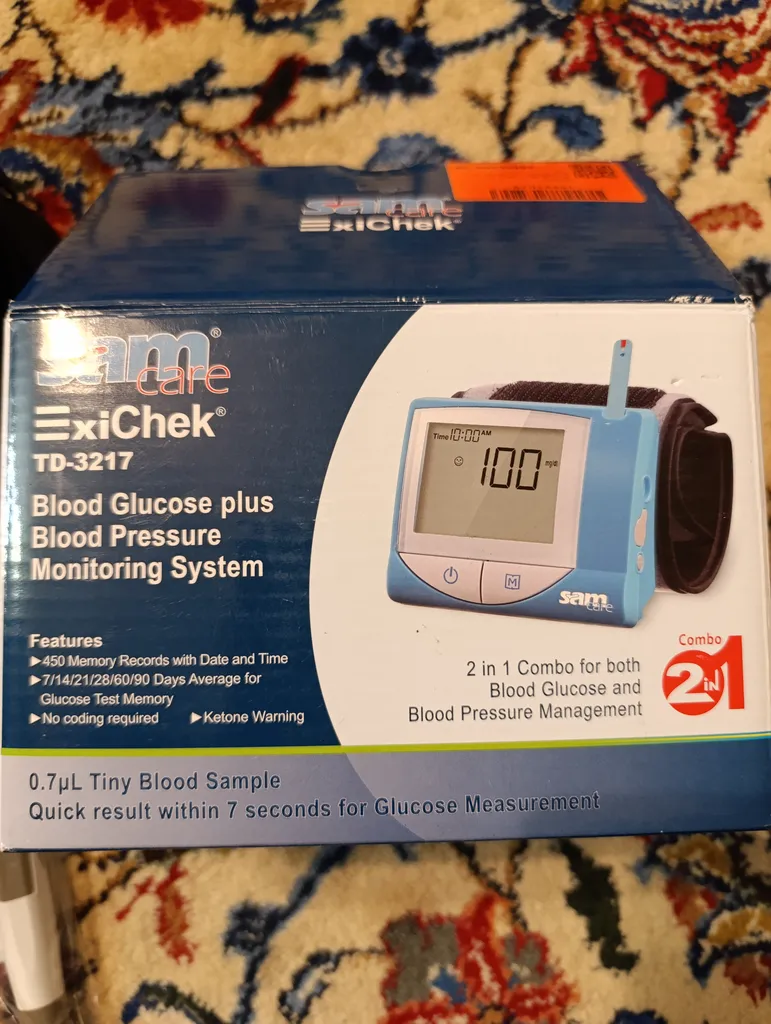 sam care
ExiChek
sam® care
ExiChek®
TD-3217
Blood Glucose plus
Blood Pressure
Monitoring System
Features
▶450 Memory Records with Date and Time
▶7/14/21/28/60/90 Days Average for
Glucose Test Memory
▶No coding required ▶Ketone Warning
Time 10:00 AM
100 mg/dL
M
sam care
2 in 1 Combo for both
Blood Glucose and
Blood Pressure Management
Combo
2 IN 1
0.7µL Tiny Blood Sample
Quick result within 7 seconds for Glucose Measurement